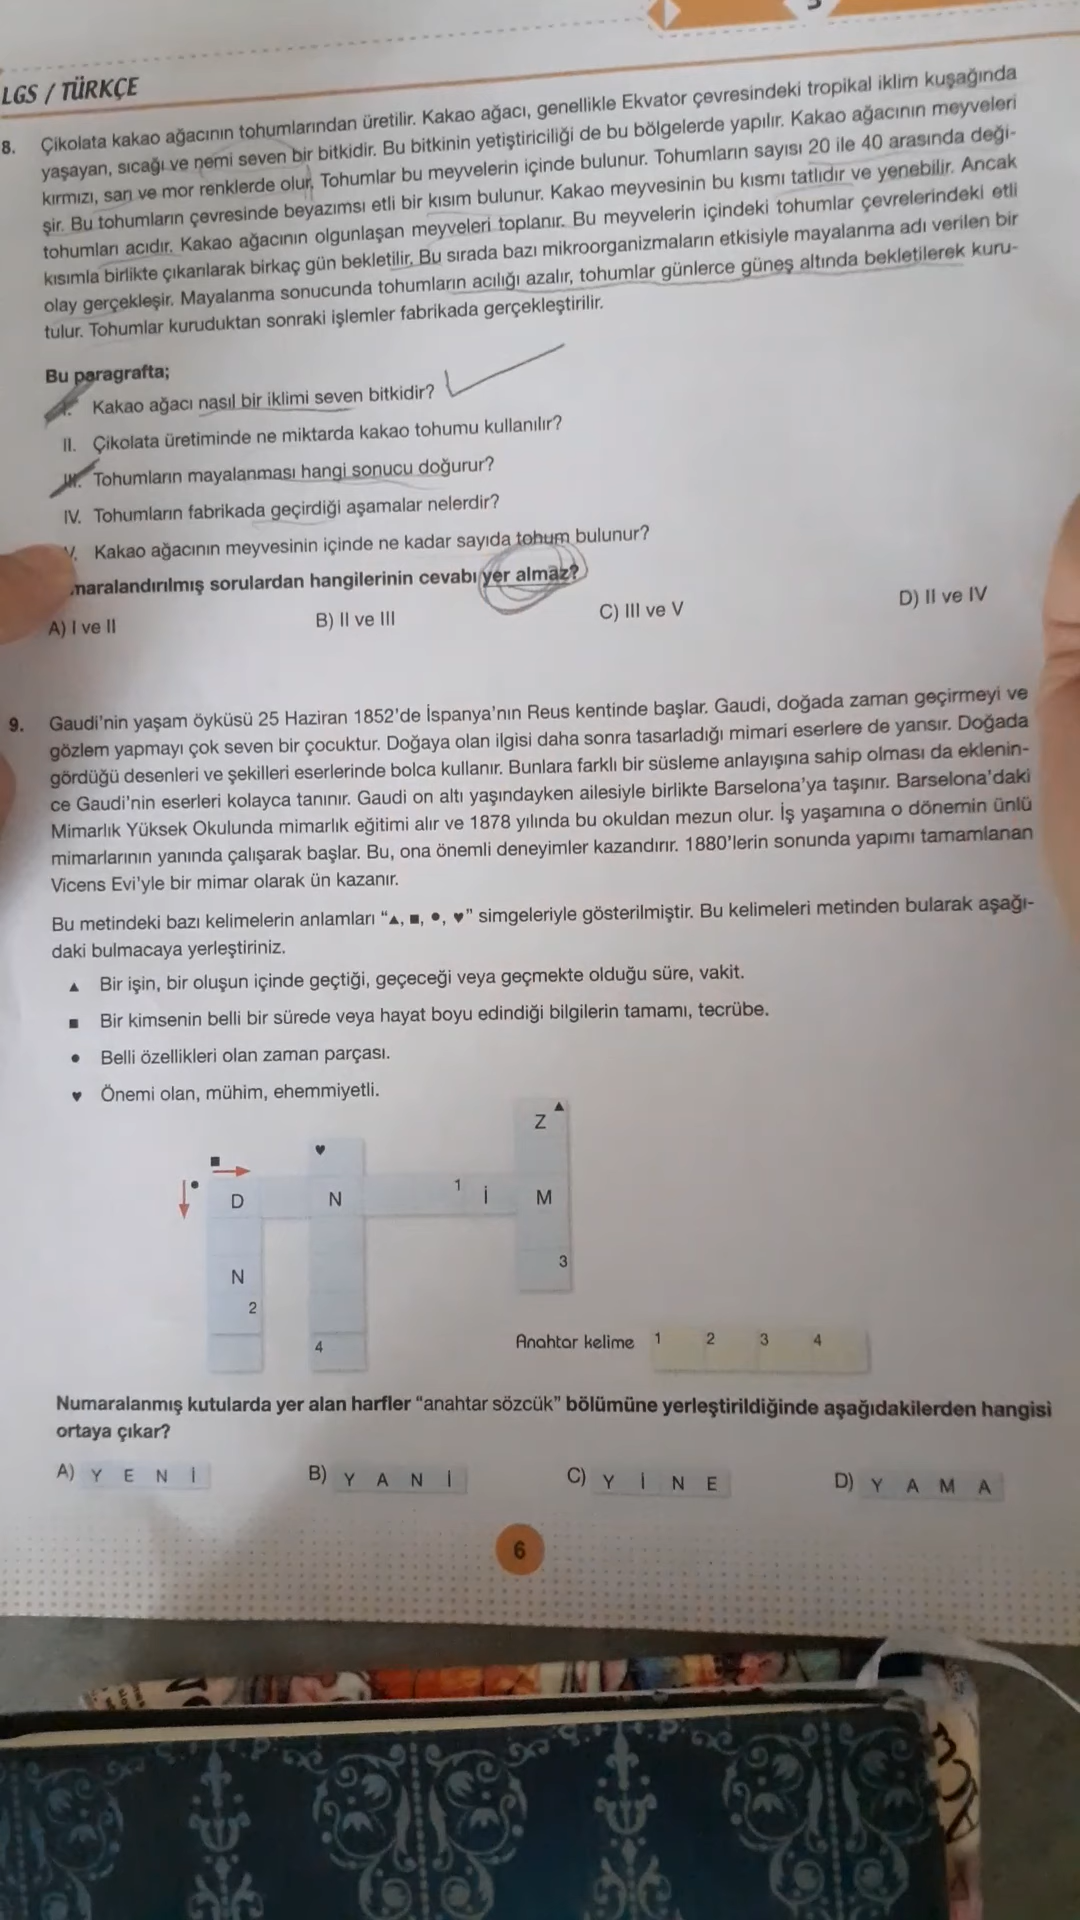 LGS / TÜRKÇE
8. Çikolata kakao ağacının tohumlarından üretilir. Kakao ağacı, genellikle Ekvator çevresindeki tropikal iklim kuşağında
yaşayan, sıcağı ve nemi seven bir bitkidir. Bu bitkinin yetiştiriciliği de bu bölgelerde yapılır. Kakao ağacının meyveleri
kırmızı, sarı ve mor renklerde olur. Tohumlar bu meyvelerin içinde bulunur. Tohumların sayısı 20 ile 40 arasında deği-
şir. Bu tohumların çevresinde beyazımsı etli bir kısım bulunur. Kakao meyvesinin bu kısmı tatlıdır ve yenebilir. Ancak
tohumları acıdır. Kakao ağacının olgunlaşan meyveleri toplanır. Bu meyvelerin içindeki tohumlar çevrelerindeki etli
kısımla birlikte çıkarılarak birkaç gün bekletilir. Bu sırada bazı mikroorganizmaların etkisiyle mayalanma adı verilen bir
olay gerçekleşir. Mayalanma sonucunda tohumların acılığı azalır, tohumlar günlerce güneş altında bekletilerek kuru-
tulur. Tohumlar kuruduktan sonraki işlemler fabrikada gerçekleştirilir.
Bu paragrafta;
I. Kakao ağacı nasıl bir iklimi seven bitkidir?
II. Çikolata üretiminde ne miktarda kakao tohumu kullanılır?
III. Tohumların mayalanması hangi sonucu doğurur?
IV. Tohumların fabrikada geçirdiği aşamalar nelerdir?
V. Kakao ağacının meyvesinin içinde ne kadar sayıda tohum bulunur?
maralandırılmış sorulardan hangilerinin cevabı yer almaz?
A) I ve II B) II ve III C) III ve V D) II ve IV
9. Gaudi'nin yaşam öyküsü 25 Haziran 1852'de İspanya'nın Reus kentinde başlar. Gaudi, doğada zaman geçirmeyi ve
gözlem yapmayı çok seven bir çocuktur. Doğaya olan ilgisi daha sonra tasarladığı mimari eserlere de yansır. Doğada
gördüğü desenleri ve şekilleri eserlerinde bolca kullanır. Bunlara farklı bir süsleme anlayışına sahip olması da eklenin-
ce Gaudi'nin eserleri kolayca tanınır. Gaudi on altı yaşındayken ailesiyle birlikte Barselona'ya taşınır. Barselona'daki
Mimarlık Yüksek Okulunda mimarlık eğitimi alır ve 1878 yılında bu okuldan mezun olur. İş yaşamına o dönemin ünlü
mimarlarının yanında çalışarak başlar. Bu, ona önemli deneyimler kazandırır. 1880'lerin sonunda yapımı tamamlanan
Vicens Evi'yle bir mimar olarak ün kazanır.
Bu metindeki bazı kelimelerin anlamları "▲, ■, ●, ♥" simgeleriyle gösterilmiştir. Bu kelimeleri metinden bularak aşağı-
daki bulmacaya yerleştiriniz.
▲ Bir işin, bir oluşun içinde geçtiği, geçeceği veya geçmekte olduğu süre, vakit.
■ Bir kimsenin belli bir sürede veya hayat boyu edindiği bilgilerin tamamı, tecrübe.
● Belli özellikleri olan zaman parçası.
♥ Önemi olan, mühim, ehemmiyetli.
Z ▲
■ ♥
● D N 1 İ M
N 3
2
4
Anahtar kelime 1 2 3 4
Numaralanmış kutularda yer alan harfler "anahtar sözcük" bölümüne yerleştirildiğinde aşağıdakilerden hangisi
ortaya çıkar?
A) Y E N İ B) Y A N İ C) Y İ N E D) Y A M A
6